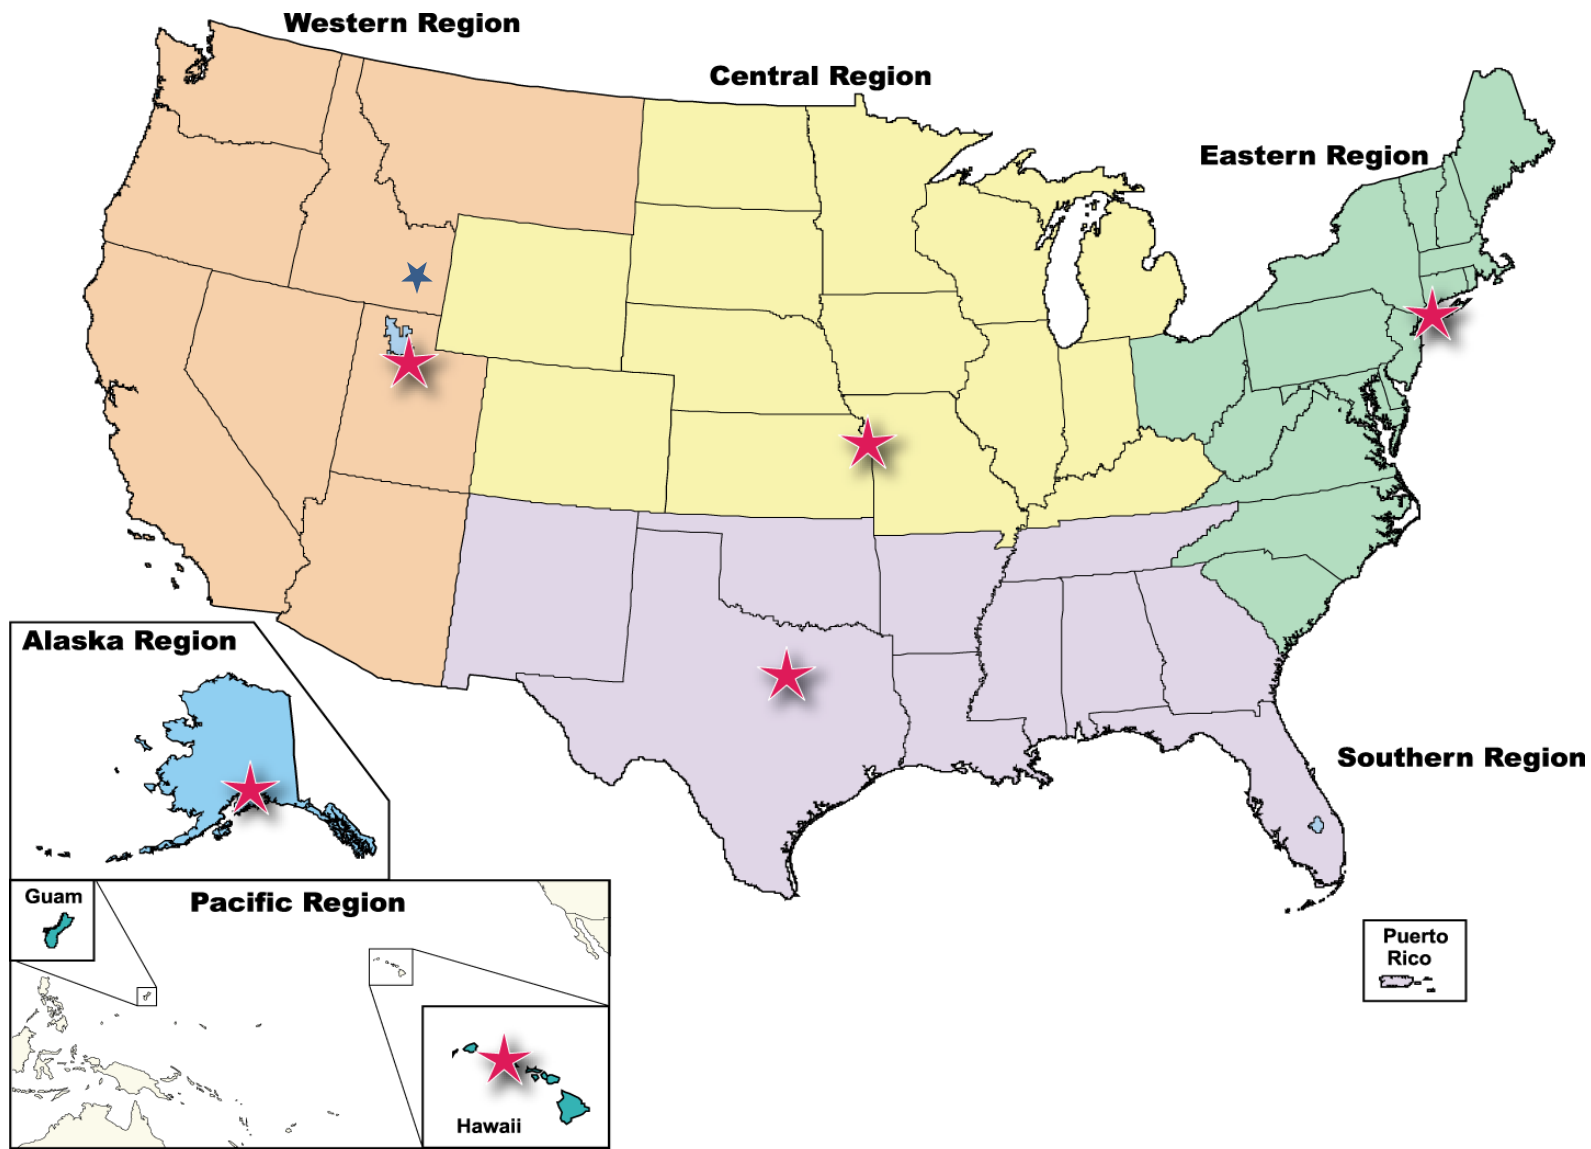 Western Region
Central Region
Eastern Region
Alaska Region
Southern Region
Guam
Pacific Region
Puerto
Rico
Hawaii